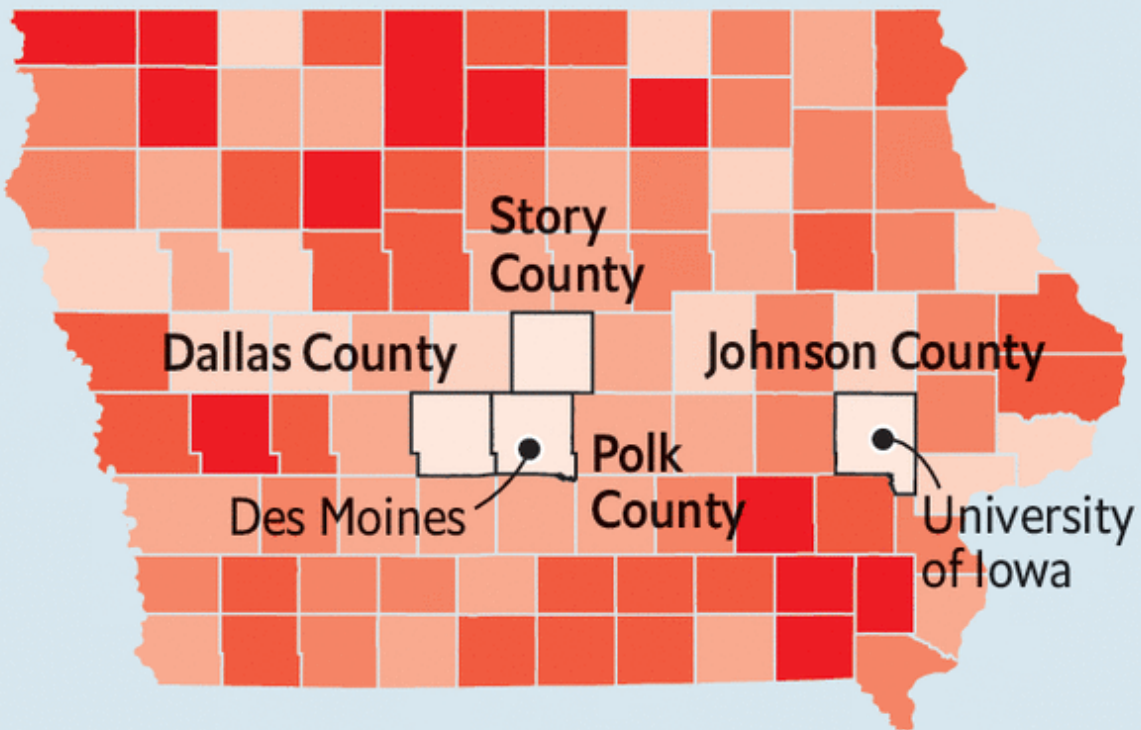 Story
County
Dallas County
Johnson County
Polk
County
Des Moines
University
of Iowa